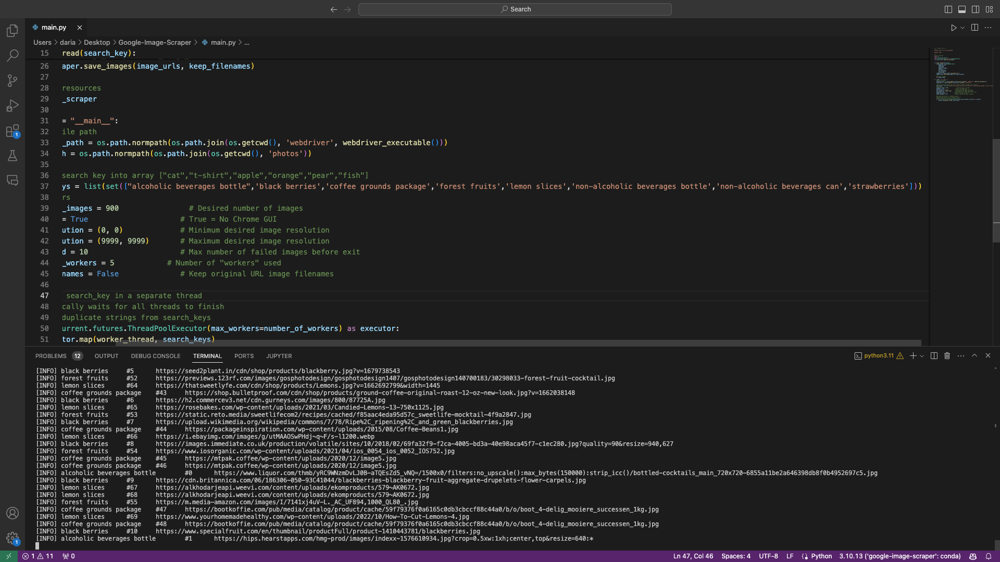 Search
main.py
Users > daria > Desktop > Google-Image-Scraper > main.py > ...
15 read(search_key):
26 aper.save_images(image_urls, keep_filenames)
27
28 resources
29 _scraper
30
31 = "__main__":
32 ile path
33 _path = os.path.normpath(os.path.join(os.getcwd(), 'webdriver', webdriver_executable()))
34 h = os.path.normpath(os.path.join(os.getcwd(), 'photos'))
35
36 search key into array ["cat","t-shirt","apple","orange","pear","fish"]
37 ys = list(set(["alcoholic beverages bottle",'black berries','coffee grounds package','forest fruits','lemon slices','non-alcoholic beverages bottle','non-alcoholic beverages can','strawberries']))
38 rs
39 _images = 900 # Desired number of images
40 = True # True = No Chrome GUI
41 ution = (0, 0) # Minimum desired image resolution
42 ution = (9999, 9999) # Maximum desired image resolution
43 d = 10 # Max number of failed images before exit
44 _workers = 5 # Number of "workers" used
45 names = False # Keep original URL image filenames
46
47 search_key in a separate thread
48 cally waits for all threads to finish
49 duplicate strings from search_keys
50 urrent.futures.ThreadPoolExecutor(max_workers=number_of_workers) as executor:
51 tor.map(worker_thread, search_keys)
PROBLEMS 12 OUTPUT DEBUG CONSOLE TERMINAL PORTS JUPYTER python3.11
[INFO] black berries #5 https://seed2plant.in/cdn/shop/products/blackberry.jpg?v=1679738543
[INFO] forest fruits #52 https://previews.123rf.com/images/gosphotodesign/gosphotodesign1407/gosphotodesign140700183/30298033-forest-fruit-cocktail.jpg
[INFO] lemon slices #64 https://thatsweetlyfe.com/cdn/shop/products/Lemons.jpg?v=1662692799&width=1445
[INFO] coffee grounds package #43 https://shop.bulletproof.com/cdn/shop/products/ground-coffee-original-roast-12-oz-new-look.jpg?v=1662038148
[INFO] black berries #6 https://h2.commercev3.net/cdn.gurneys.com/images/800/87725A.jpg
[INFO] lemon slices #65 https://rosebakes.com/wp-content/uploads/2021/03/Candied-Lemons-13-750x1125.jpg
[INFO] forest fruits #53 https://static.reto.media/sweetlifecom2/recipes/cached/f85aac4eda95d57c_sweetlife-mocktail-4f9a2847.jpg
[INFO] black berries #7 https://upload.wikimedia.org/wikipedia/commons/7/78/Ripe%2C_ripening%2C_and_green_blackberries.jpg
[INFO] coffee grounds package #44 https://packageinspiration.com/wp-content/uploads/2015/08/Coffee-Beans1.jpg
[INFO] lemon slices #66 https://i.ebayimg.com/images/g/utMAAOSwPHdj~q~F/s-l1200.webp
[INFO] black berries #8 https://images.immediate.co.uk/production/volatile/sites/10/2018/02/69fa32f9-f2ca-4005-bd3a-40e98aca45f7-c1ec280.jpg?quality=90&resize=940,627
[INFO] forest fruits #54 https://www.iosorganic.com/wp-content/uploads/2021/04/ios_0054_ios_0052_IOS752.jpg
[INFO] coffee grounds package #45 https://mtpak.coffee/wp-content/uploads/2020/12/image5.jpg
[INFO] coffee grounds package #46 https://mtpak.coffee/wp-content/uploads/2020/12/image5.jpg
[INFO] alcoholic beverages bottle #0 https://www.liquor.com/thmb/yRC9WNzmDvLJ0B-aTQEsZd5_vNQ=/1500x0/filters:no_upscale():max_bytes(150000):strip_icc()/bottled-cocktails_main_720x720-6855a11be2a646398db8f0b4952697c5.jpg
[INFO] black berries #9 https://cdn.britannica.com/06/186306-050-93C41044/blackberries-blackberry-fruit-aggregate-drupelets-flower-carpels.jpg
[INFO] lemon slices #67 https://alkhodarjeapi.weevi.com/content/uploads/ekomproducts/579~AK0672.jpg
[INFO] lemon slices #68 https://alkhodarjeapi.weevi.com/content/uploads/ekomproducts/579~AK0672.jpg
[INFO] forest fruits #55 https://m.media-amazon.com/images/I/7141xj4uV-L._AC_UF894,1000_QL80_.jpg
[INFO] coffee grounds package #47 https://bootkoffie.com/pub/media/catalog/product/cache/59f79376f0a6165c0db3cbccf88c44a0/b/o/boot_4-delig_mooiere_successen_1kg.jpg
[INFO] lemon slices #69 https://www.yourhomemadehealthy.com/wp-content/uploads/2022/10/How-To-Cut-Lemons-4.jpg
[INFO] coffee grounds package #48 https://bootkoffie.com/pub/media/catalog/product/cache/59f79376f0a6165c0db3cbccf88c44a0/b/o/boot_4-delig_mooiere_successen_1kg.jpg
[INFO] black berries #10 https://www.specialfruit.com/en/thumbnail/productFull/product-1410443781/blackberries.jpg
[INFO] alcoholic beverages bottle #1 https://hips.hearstapps.com/hmg-prod/images/indexx-1576610934.jpg?crop=0.5xw:1xh;center,top&resize=640:*
1
1
1 11 0 Ln 47, Col 46 Spaces: 4 UTF-8 LF Python 3.10.13 ('google-image-scraper': conda)